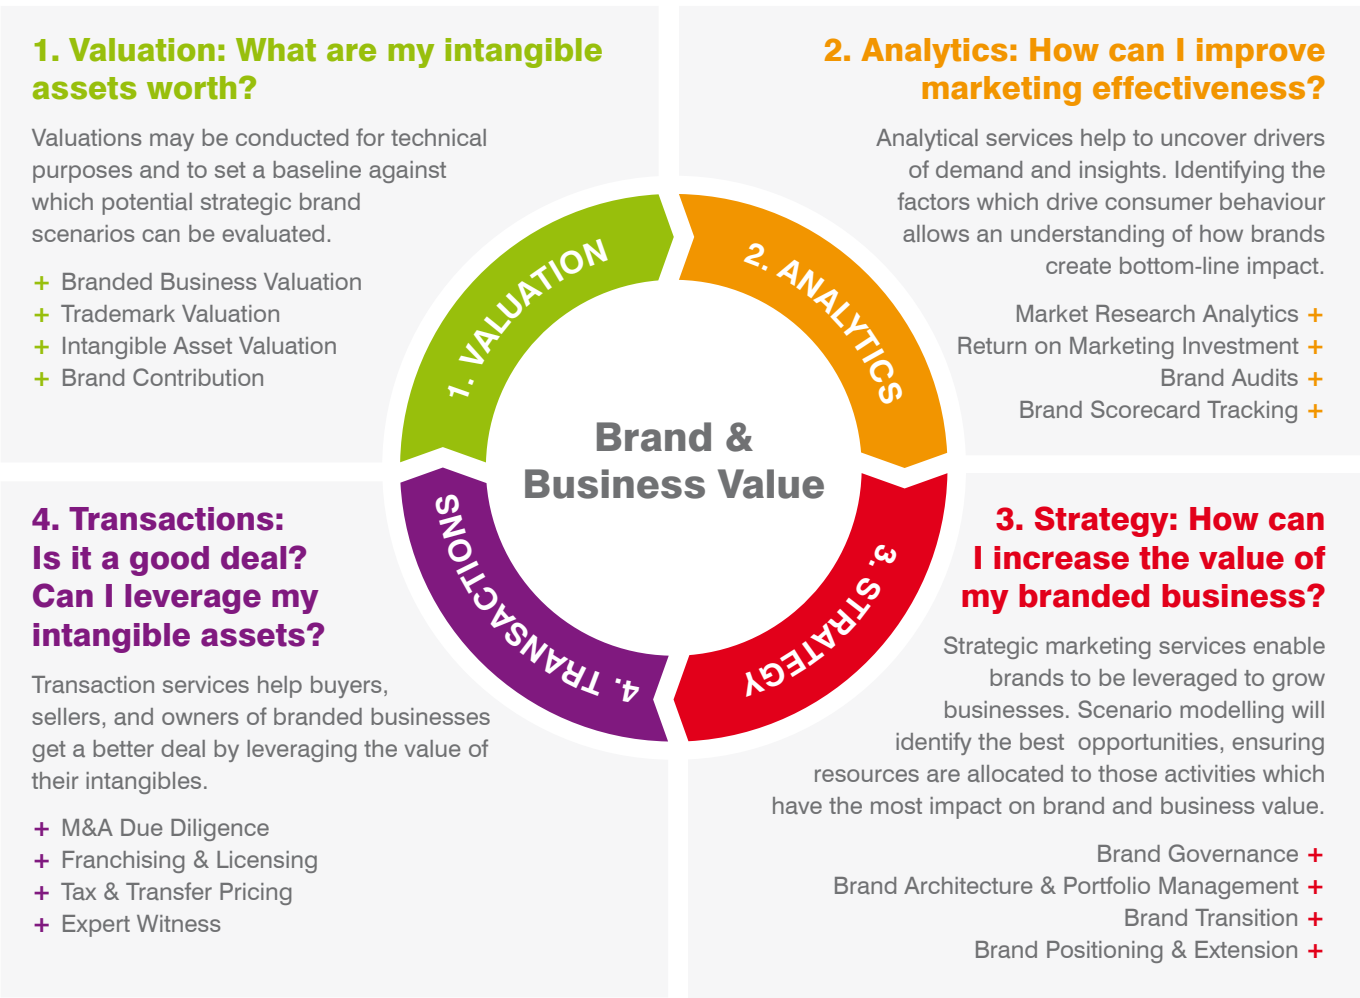 1. Valuation: What are my intangible
assets worth?
Valuations may be conducted for technical
purposes and to set a baseline against
which potential strategic brand
scenarios can be evaluated.
+ Branded Business Valuation
+ Trademark Valuation
+ Intangible Asset Valuation
+ Brand Contribution
2. Analytics: How can I improve
marketing effectiveness?
Analytical services help to uncover drivers
of demand and insights. Identifying the
factors which drive consumer behaviour
allows an understanding of how brands
create bottom-line impact.
Market Research Analytics +
Return on Marketing Investment +
Brand Audits +
Brand Scorecard Tracking +
1. VALUATION
2. ANALYTICS
Brand &
Business Value
3. STRATEGY
4. TRANSACTIONS
3. Strategy: How can
I increase the value of
my branded business?
Strategic marketing services enable
brands to be leveraged to grow
businesses. Scenario modelling will
identify the best  opportunities, ensuring
resources are allocated to those activities which
have the most impact on brand and business value.
Brand Governance +
Brand Architecture & Portfolio Management +
Brand Transition +
Brand Positioning & Extension +
4. Transactions:
Is it a good deal?
Can I leverage my
intangible assets?
Transaction services help buyers,
sellers, and owners of branded businesses
get a better deal by leveraging the value of
their intangibles.
+ M&A Due Diligence
+ Franchising & Licensing
+ Tax & Transfer Pricing
+ Expert Witness